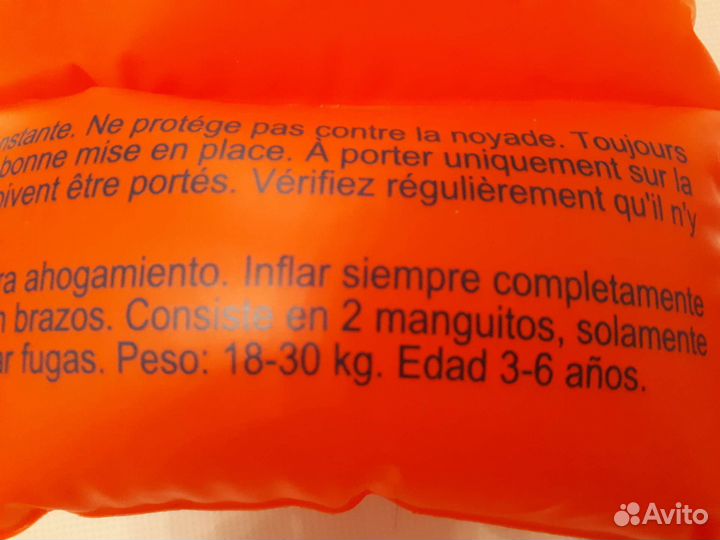 nstante. Ne protége pas contre la noyade. Toujours
bonne mise en place. À porter uniquement sur la
oivent être portés. Vérifiez régulièrement qu'il n'y
ra ahogamiento. Inflar siempre completamente
n brazos. Consiste en 2 manguitos, solamente
ar fugas. Peso: 18-30 kg. Edad 3-6 años.
Avito